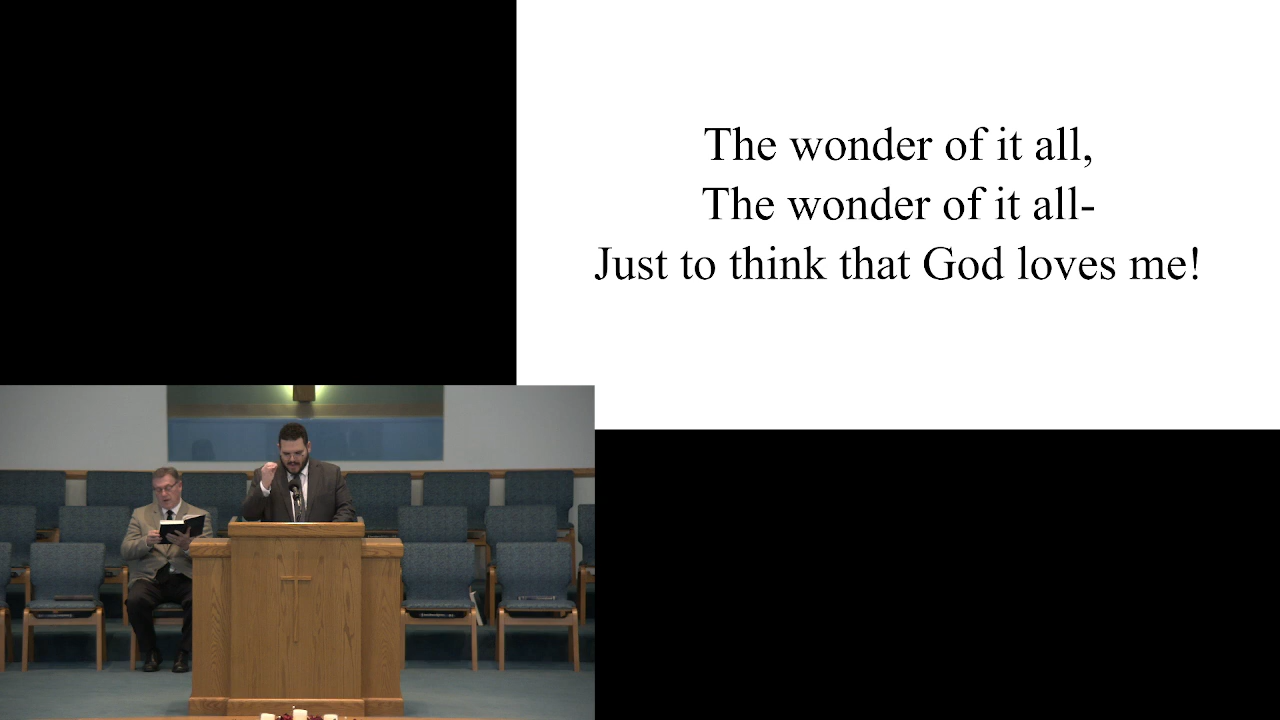 The wonder of it all,
The wonder of it all-
Just to think that God loves me!